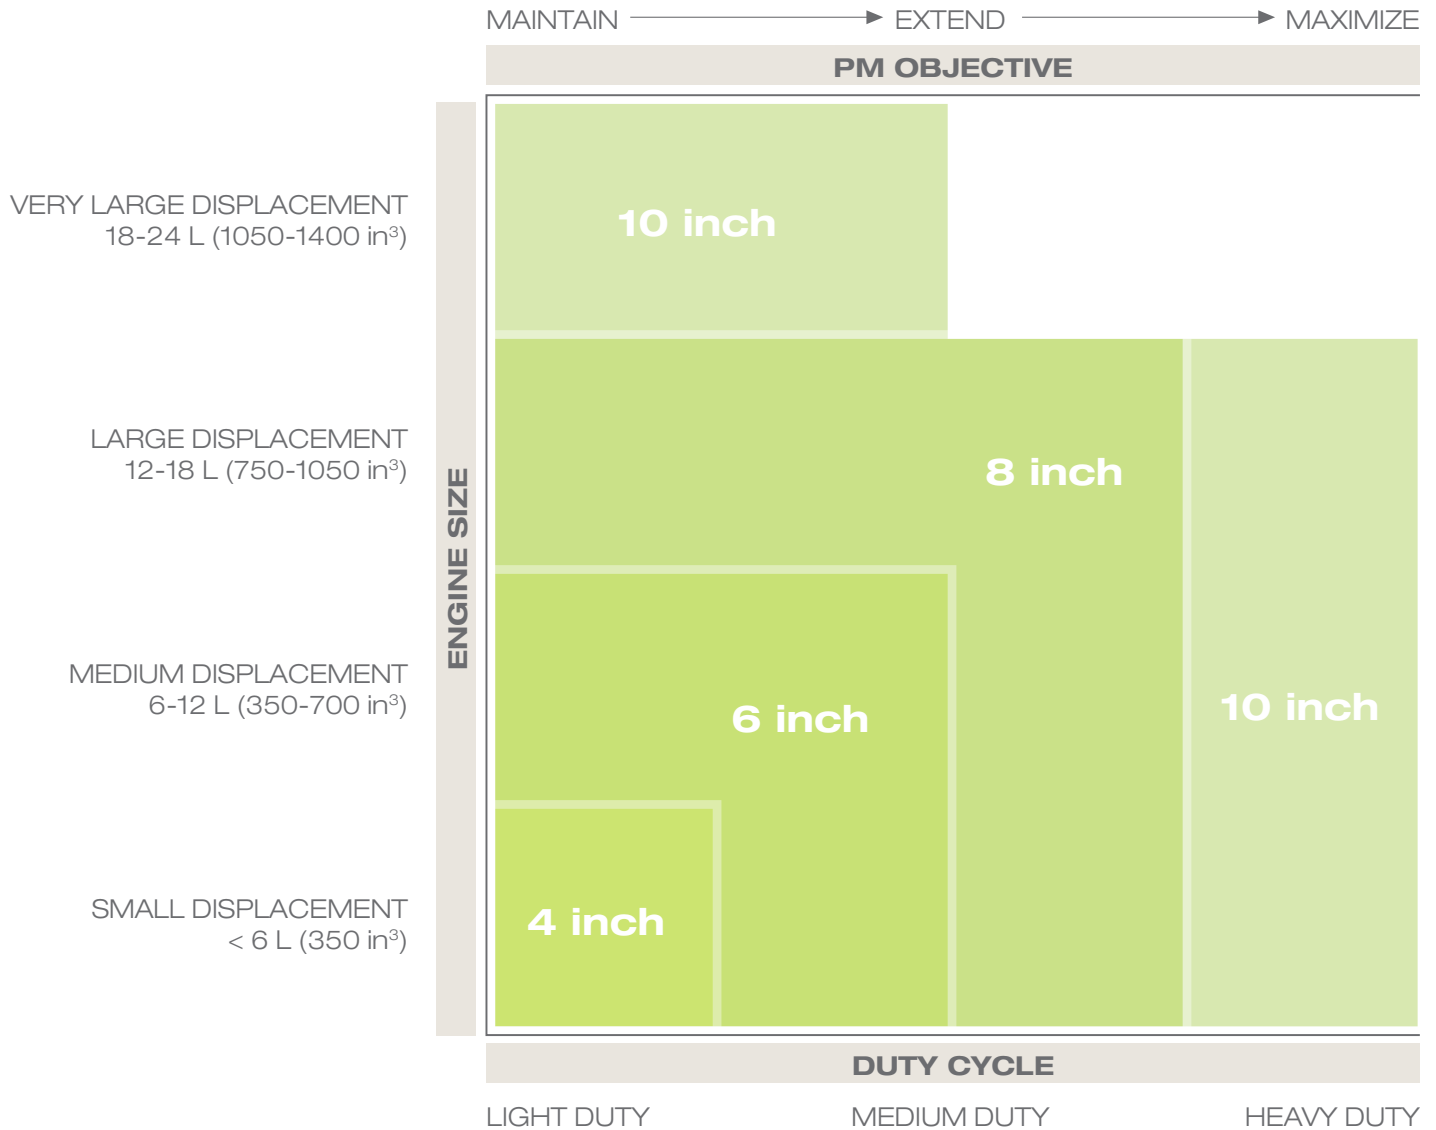 MAINTAIN EXTEND MAXIMIZE
PM OBJECTIVE
ENGINE SIZE
VERY LARGE DISPLACEMENT
18-24 L (1050-1400 in³)
10 inch
LARGE DISPLACEMENT
12-18 L (750-1050 in³)
8 inch
MEDIUM DISPLACEMENT
6-12 L (350-700 in³)
6 inch
10 inch
SMALL DISPLACEMENT
< 6 L (350 in³)
4 inch
DUTY CYCLE
LIGHT DUTY MEDIUM DUTY HEAVY DUTY